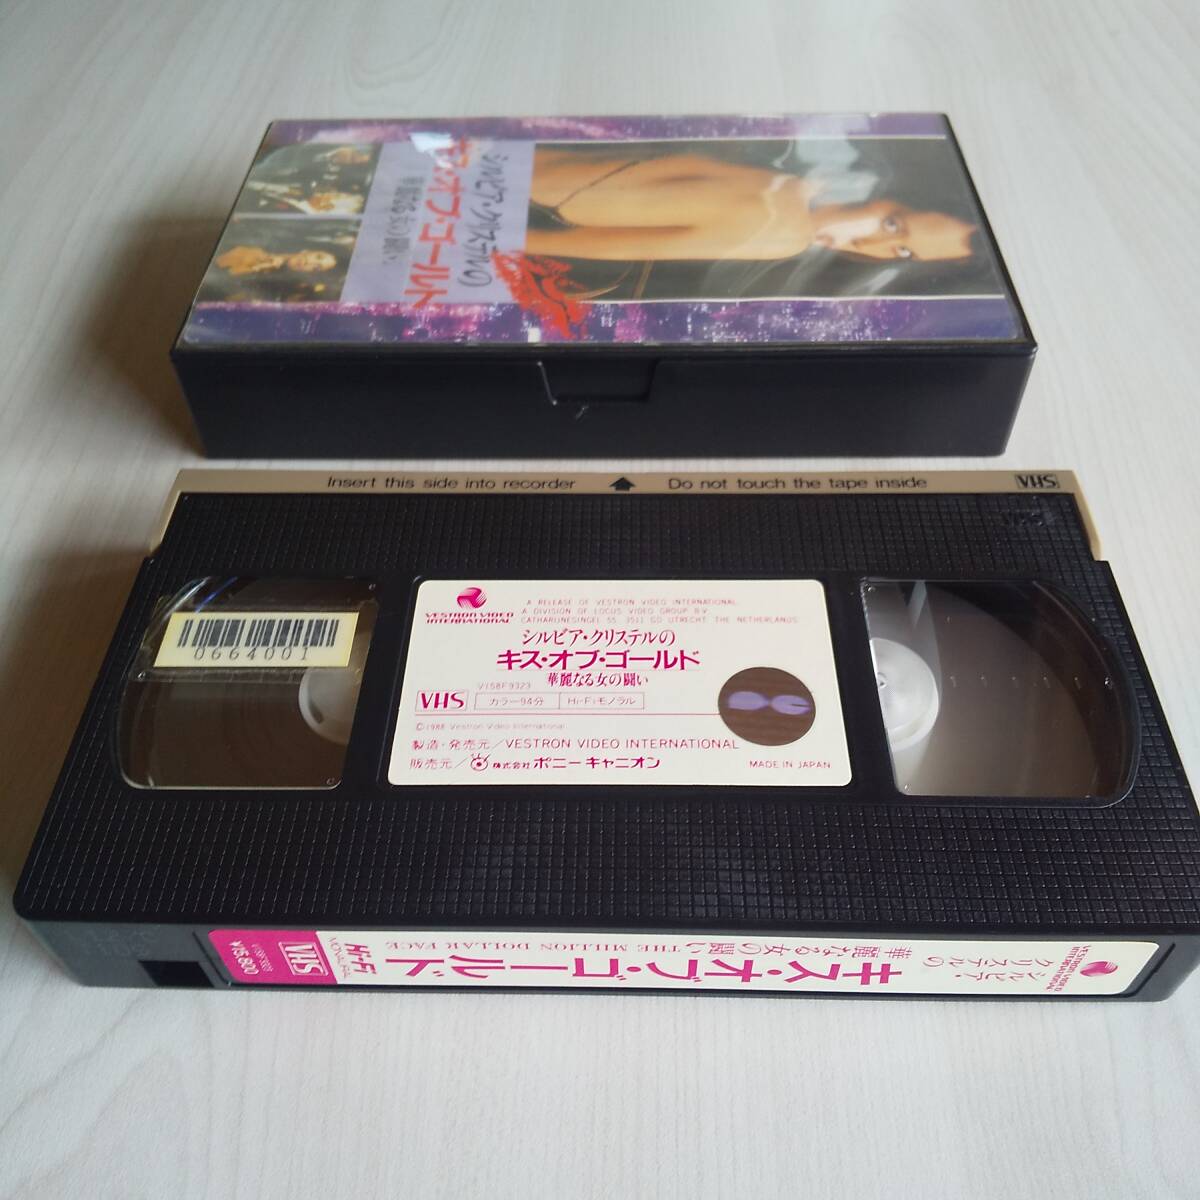 シルビア・クリステルの
キス・オブ・ゴールド
華麗なる女の闘い
Insert this side into recorder
Do not touch the tape inside
VHS
0664001
VESTRON VIDEO
INTERNATIONAL
A RELEASE OF VESTRON VIDEO INTERNATIONAL
A DIVISION OF LOCUS VIDEO GROUP B·V
CATHARIJNESINGEL 55 3511 GD UTRECHT THE NETHERLANDS
シルビア・クリステルの
キス・オブ・ゴールド
華麗なる女の闘い
V158F9323
VHS
カラー94分
Hi-Fiモノラル
©1988 Vestron Video International
製造・発売元/VESTRON VIDEO INTERNATIONAL
販売元/株式会社 ポニーキャニオン
MADE IN JAPAN
VESTRON VIDEO
INTERNATIONAL
シルビア・
クリステルの
キス・オブ・ゴールド
華麗なる女の闘い THE MILLION DOLLAR FACE
Hi-Fi
MONAURAL
VHS
V158F9323
¥15,800